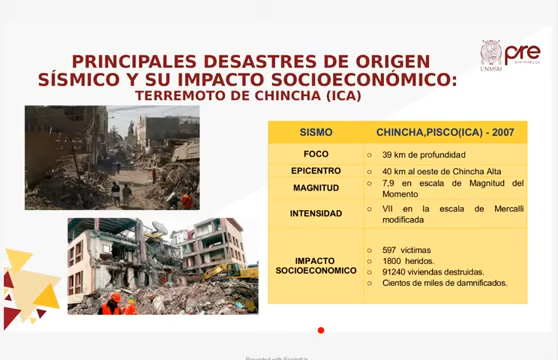 PRINCIPALES DESASTRES DE ORIGEN
SÍSMICO Y SU IMPACTO SOCIOECONÓMICO:
TERREMOTO DE CHINCHA (ICA)
UNMSM
pre
SAN MARCOS
SISMO CHINCHA,PISCO(ICA) - 2007
FOCO ○ 39 km de profundidad
EPICENTRO ○ 40 km al oeste de Chincha Alta
MAGNITUD ○ 7,9 en escala de Magnitud del
Momento
INTENSIDAD ○ VII en la escala de Mercalli
modificada
IMPACTO
SOCIOECONOMICO
○ 597 víctimas
○ 1800 heridos.
○ 91240 viviendas destruidas.
○ Cientos de miles de damnificados.